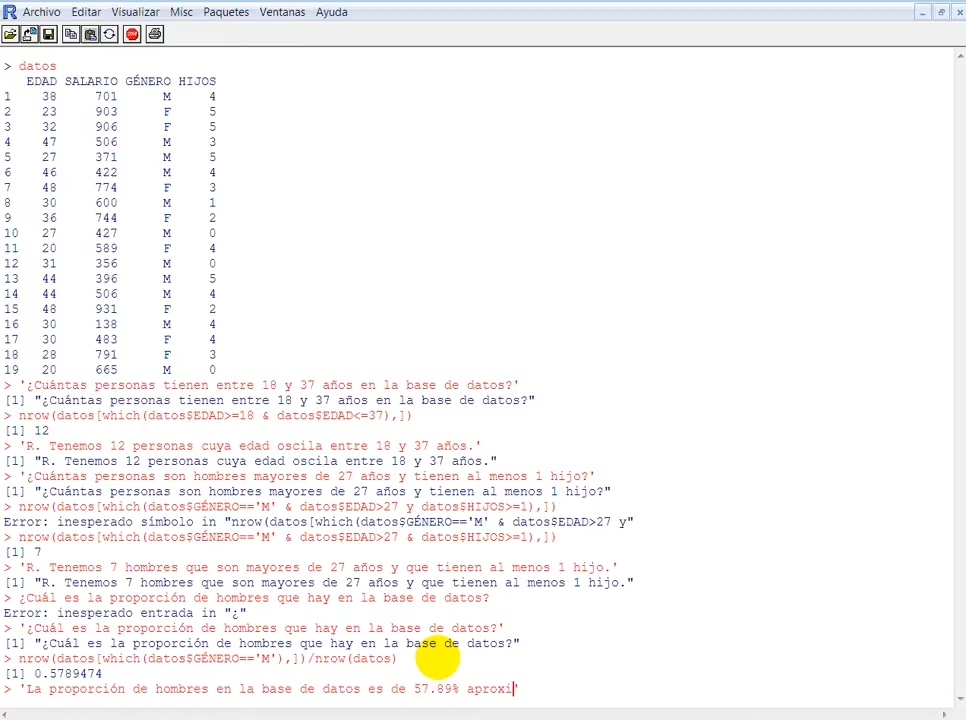 Archivo Editar Visualizar Misc Paquetes Ventanas Ayuda
STOP
> datos
EDAD SALARIO GÉNERO HIJOS
1 38 701 M 4
2 23 903 F 5
3 32 906 F 5
4 47 506 M 3
5 27 371 M 5
6 46 422 M 4
7 48 774 F 3
8 30 600 M 1
9 36 744 F 2
10 27 427 M 0
11 20 589 F 4
12 31 356 M 0
13 44 396 M 5
14 44 506 M 4
15 48 931 F 2
16 30 138 M 4
17 30 483 F 4
18 28 791 F 3
19 20 665 M 0
> '¿Cuántas personas tienen entre 18 y 37 años en la base de datos?'
[1] "¿Cuántas personas tienen entre 18 y 37 años en la base de datos?"
> nrow(datos[which(datos$EDAD>=18 & datos$EDAD<=37),])
[1] 12
> 'R. Tenemos 12 personas cuya edad oscila entre 18 y 37 años.'
[1] "R. Tenemos 12 personas cuya edad oscila entre 18 y 37 años."
> '¿Cuántas personas son hombres mayores de 27 años y tienen al menos 1 hijo?'
[1] "¿Cuántas personas son hombres mayores de 27 años y tienen al menos 1 hijo?"
> nrow(datos[which(datos$GÉNERO=='M' & datos$EDAD>27 y datos$HIJOS>=1),])
Error: inesperado símbolo in "nrow(datos[which(datos$GÉNERO=='M' & datos$EDAD>27 y"
> nrow(datos[which(datos$GÉNERO=='M' & datos$EDAD>27 & datos$HIJOS>=1),])
[1] 7
> 'R. Tenemos 7 hombres que son mayores de 27 años y que tienen al menos 1 hijo.'
[1] "R. Tenemos 7 hombres que son mayores de 27 años y que tienen al menos 1 hijo."
> ¿Cuál es la proporción de hombres que hay en la base de datos?
Error: inesperado entrada in "¿"
> '¿Cuál es la proporción de hombres que hay en la base de datos?'
[1] "¿Cuál es la proporción de hombres que hay en la base de datos?"
> nrow(datos[which(datos$GÉNERO=='M'),])/nrow(datos)
[1] 0.5789474
> 'La proporción de hombres en la base de datos es de 57.89% aproxi'